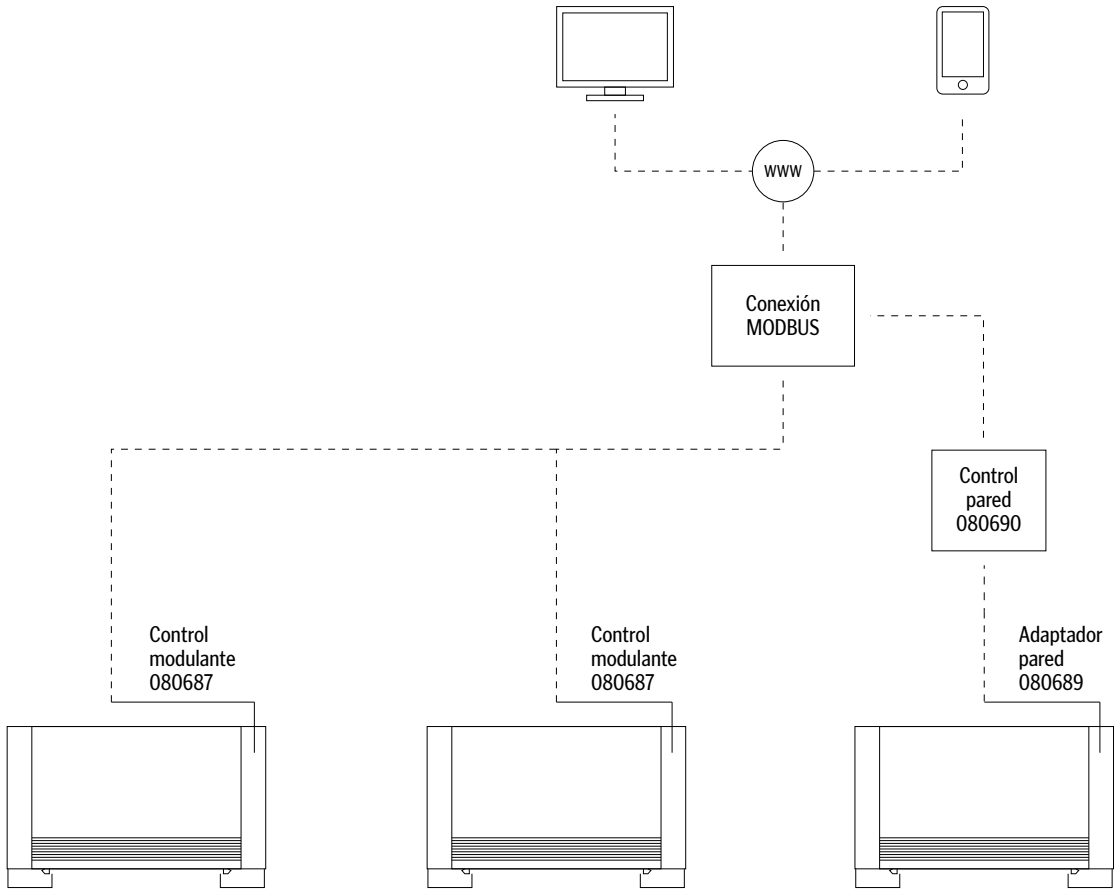 WWW
Conexión
MODBUS
Control
pared
080690
Control
modulante
080687
Control
modulante
080687
Adaptador
pared
080689